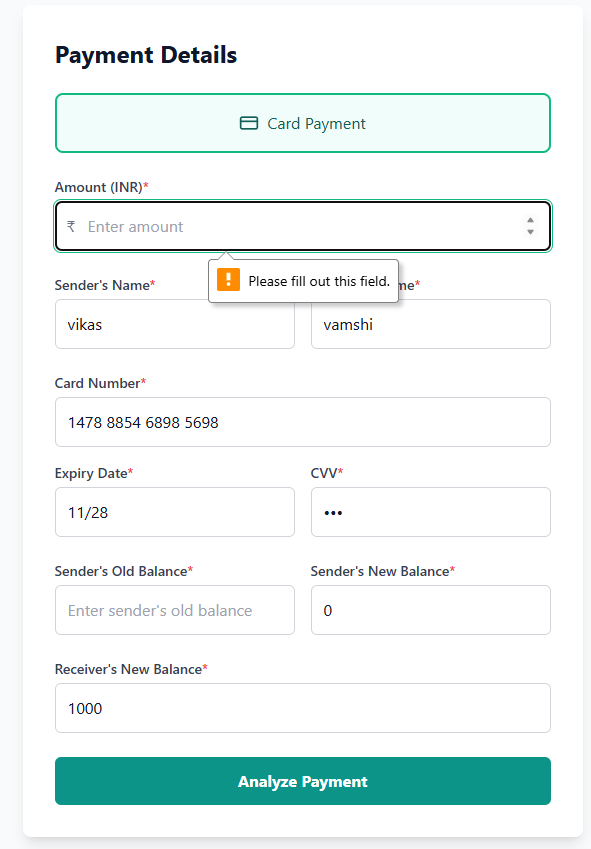 Payment Details
Card Payment
Amount (INR)*
₹ Enter amount
Please fill out this field.
Sender's Name*
me*
vikas
vamshi
Card Number*
1478 8854 6898 5698
Expiry Date*
CVV*
11/28
•••
Sender's Old Balance*
Sender's New Balance*
Enter sender's old balance
0
Receiver's New Balance*
1000
Analyze Payment